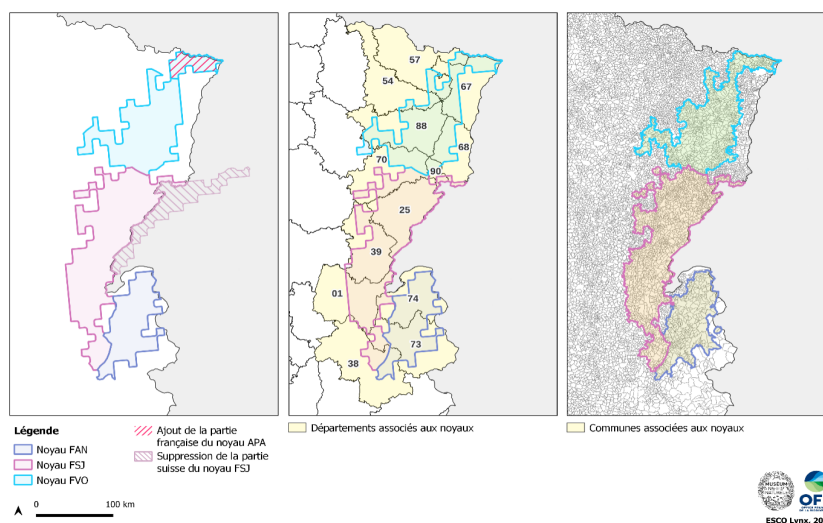 57
54
67
88
68
70
90
25
39
01
74
73
38
Légende
Noyau FAN
Noyau FSJ
Noyau FVO
Ajout de la partie
française du noyau APA
Suppression de la partie
suisse du noyau FSJ
Départements associés aux noyaux
Communes associées aux noyaux
0 100 km
MUSÉUM
OF
ESCO Lynx. 20